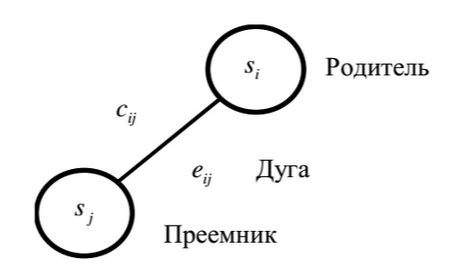 s_i Родитель
c_ij
e_ij Дуга
s_j
Преемник